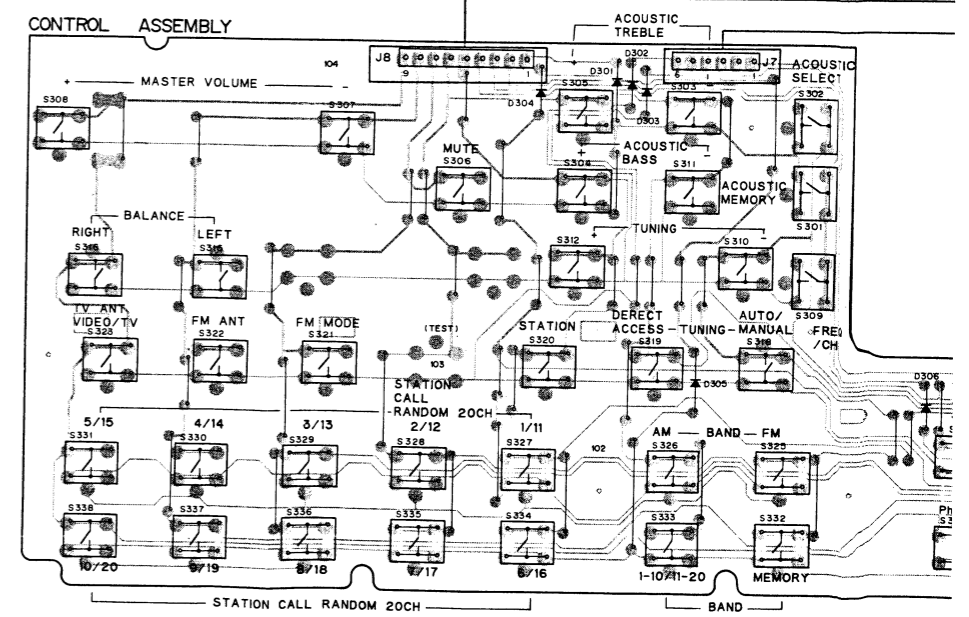 CONTROL ASSEMBLY
ACOUSTIC
TREBLE
+ -
J8
9 1
D302
D301
J7
6 1
104
ACOUSTIC
SELECT
+ MASTER VOLUME -
S308
S307
D304
S305
D303
S303
S302
MUTE
S306
+ ACOUSTIC -
BASS
S304
S311
ACOUSTIC
MEMORY
S301
BALANCE
RIGHT
LEFT
S316
+ TUNING -
S312
S310
S309
TV ANT
VIDEO/TV
S323
FM ANT
S322
FM MODE
S321
(TEST)
103
STATION
S320
DERECT
ACCESS - TUNING -
S319
D305
AUTO/
MANUAL
S318
FREQ
/CH
D306
STATION
CALL
RANDOM 20CH
5/15
4/14
3/13
2/12
1/11
AM — BAND — FM
S331
S330
S329
S328
S327
102
S326
S325
S338
S337
S336
S335
S334
S333
S332
Ph
S3
10/20
9/19
8/18
7/17
6/16
1-10/11-20
MEMORY
STATION CALL RANDOM 20CH
BAND